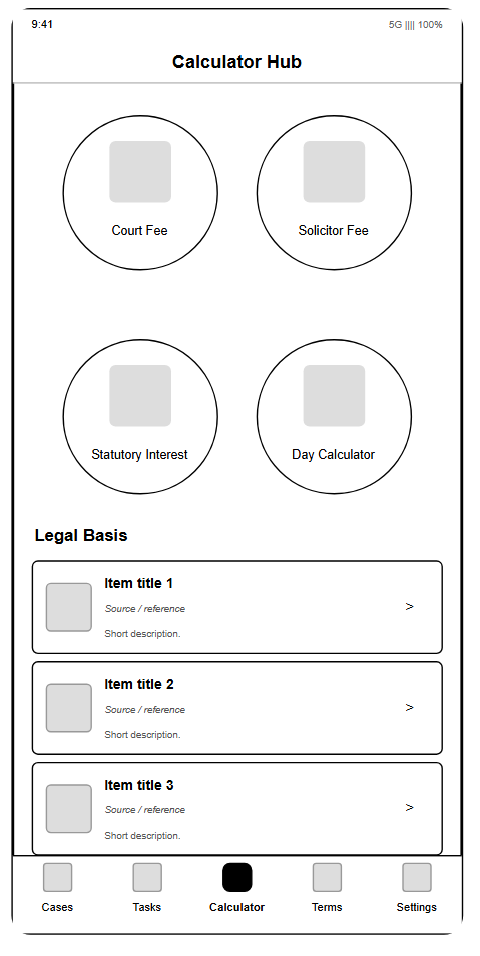 9:41 5G |||| 100%
Calculator Hub
Court Fee Solicitor Fee
Statutory Interest Day Calculator
Legal Basis
Item title 1
Source / reference
>
Short description.
Item title 2
Source / reference
>
Short description.
Item title 3
Source / reference
>
Short description.
Cases Tasks Calculator Terms Settings